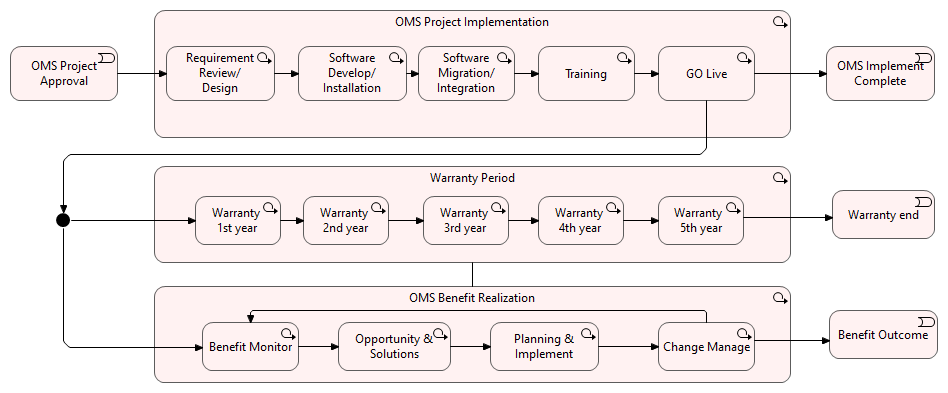 OMS Project Implementation
OMS Project
Approval
Requirement
Review/
Design
Software
Develop/
Installation
Software
Migration/
Integration
Training
GO Live
OMS Implement
Complete
Warranty Period
Warranty
1st year
Warranty
2nd year
Warranty
3rd year
Warranty
4th year
Warranty
5th year
Warranty end
OMS Benefit Realization
Benefit Monitor
Opportunity &
Solutions
Planning &
Implement
Change Manage
Benefit Outcome